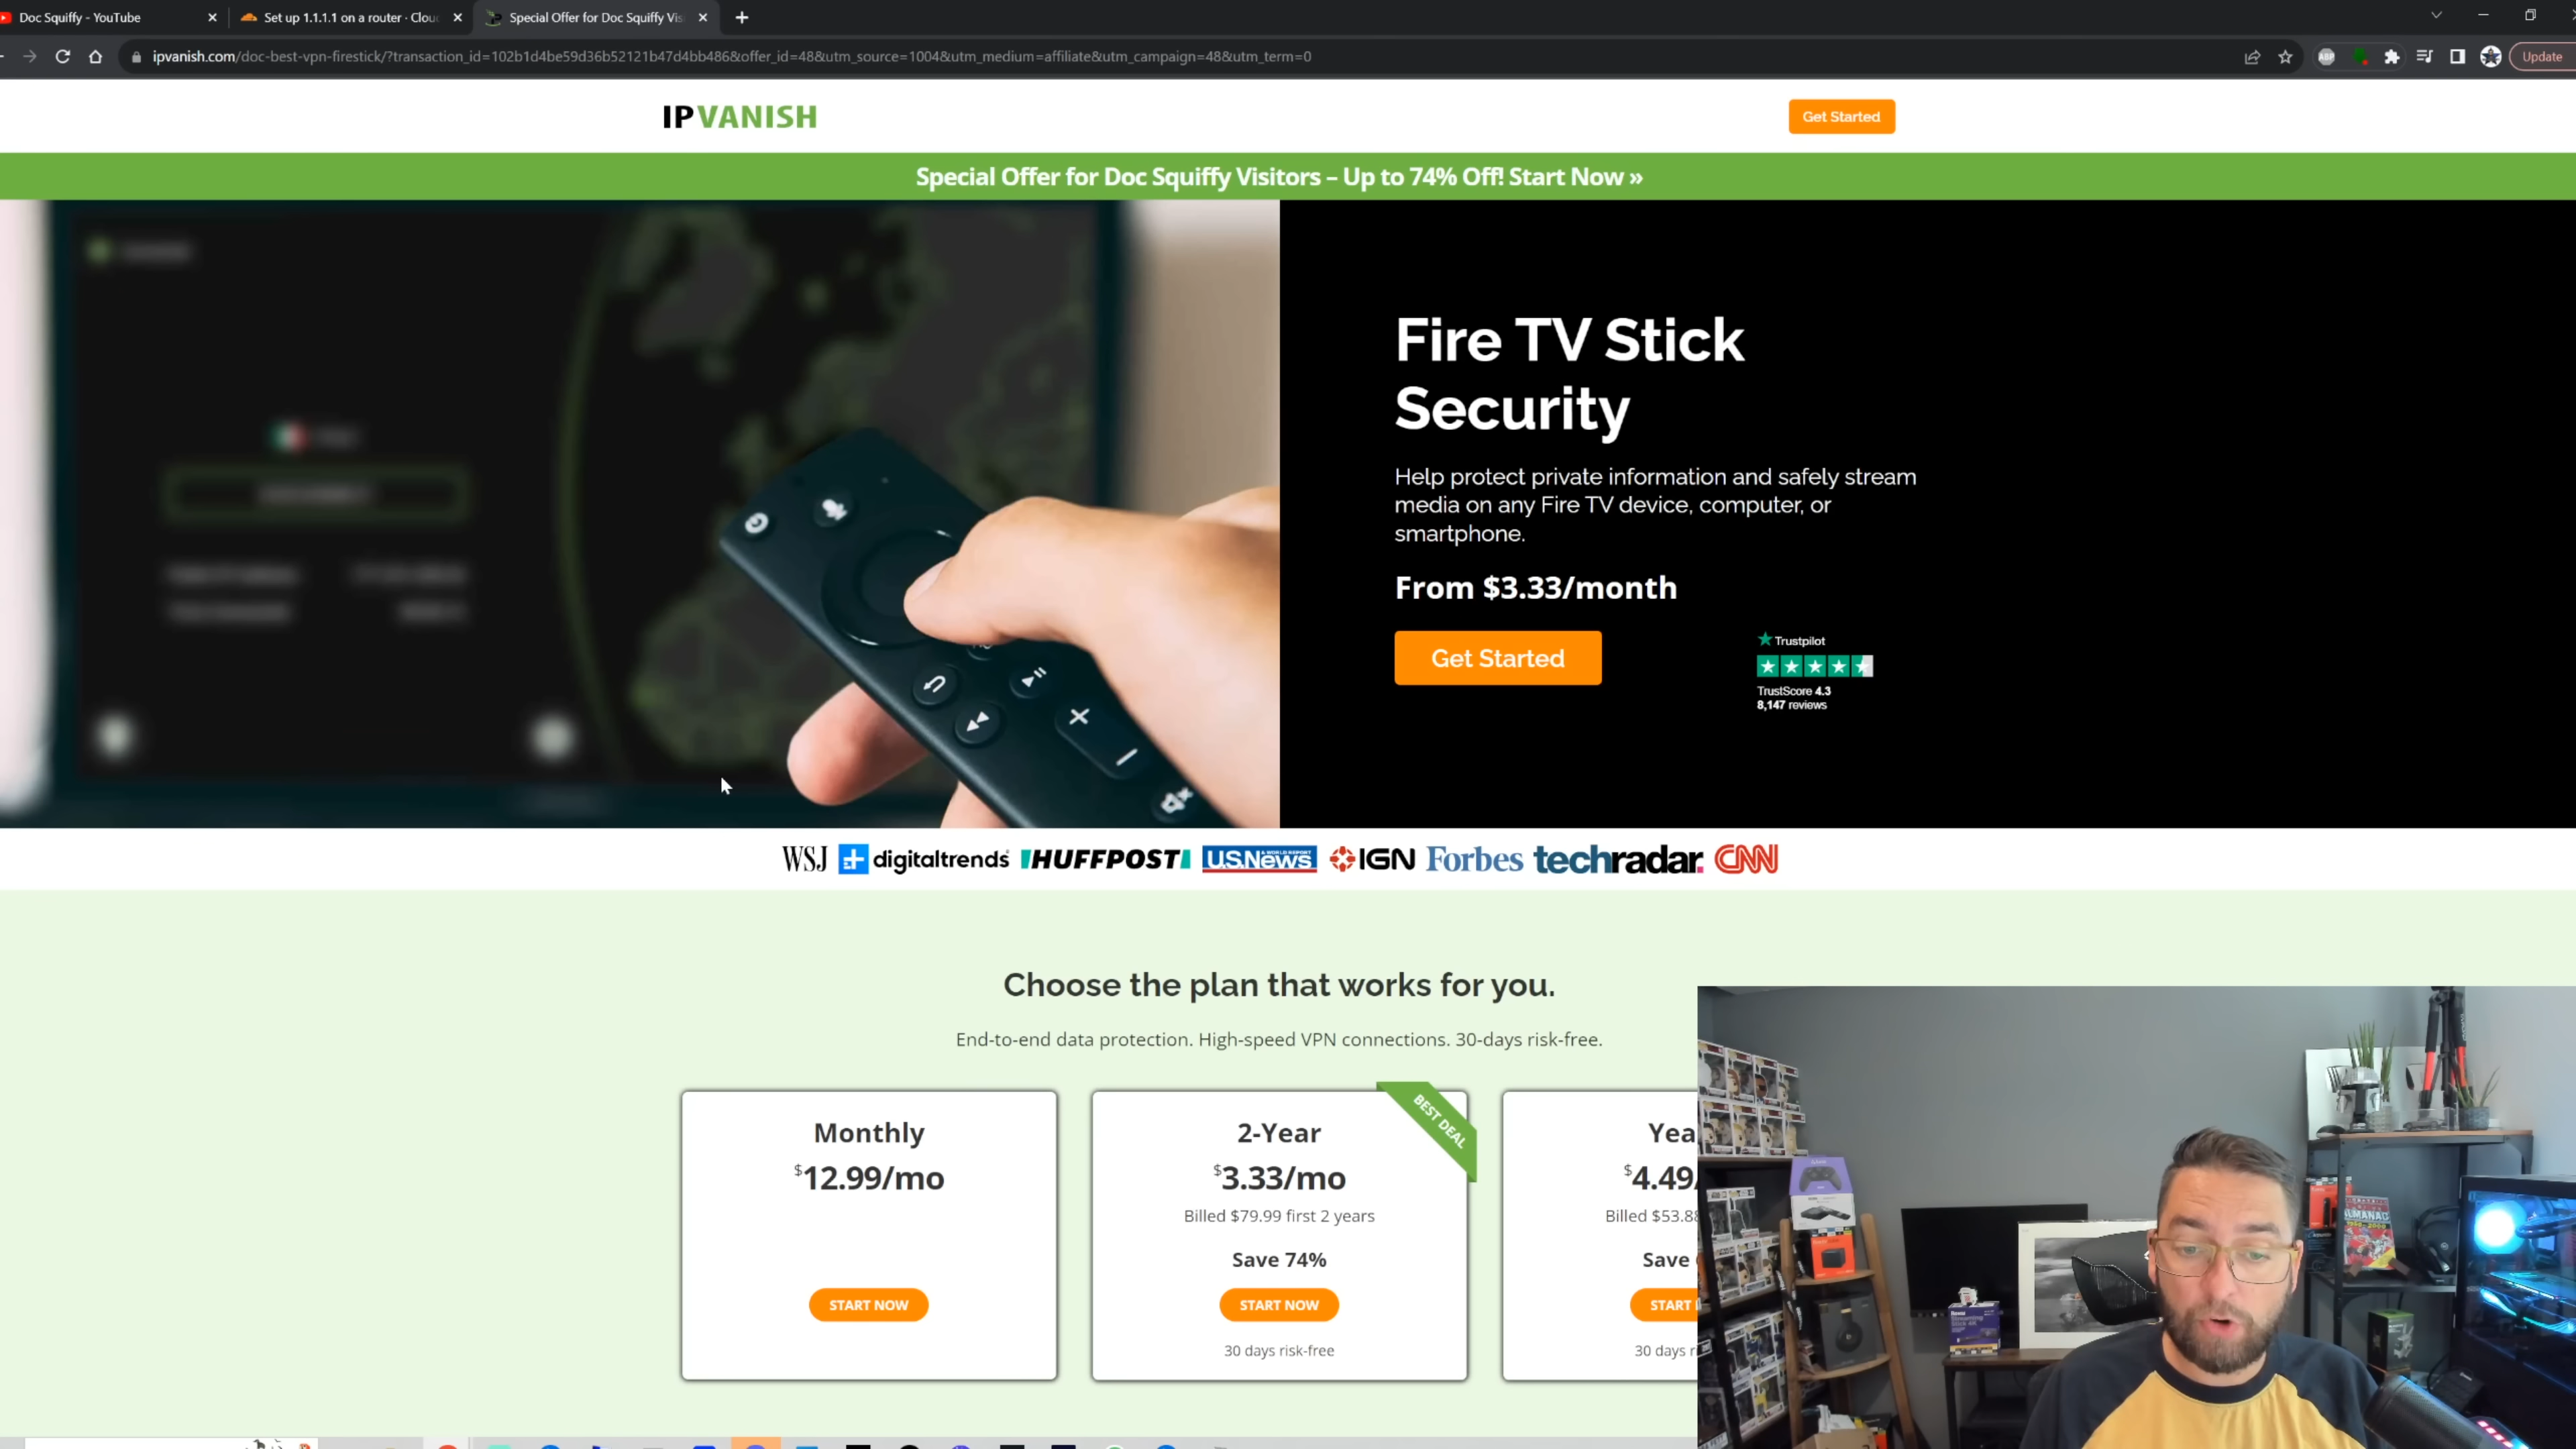 Doc Squiffy - YouTube
Set up 1.1.1.1 on a router · Clou
Special Offer for Doc Squiffy Vis
ipvanish.com/doc-best-vpn-firestick/?transaction_id=102b1d4be59d36b52121b47d4bb486&offer_id=48&utm_source=1004&utm_medium=affiliate&utm_campaign=48&utm_term=0
ABP
Update
IPVANISH
Get Started
Special Offer for Doc Squiffy Visitors – Up to 74% Off! Start Now »
Fire TV Stick
Security
Help protect private information and safely stream
media on any Fire TV device, computer, or
smartphone.
From $3.33/month
Get Started
Trustpilot
TrustScore 4.3
8,147 reviews
WSJ digitaltrends HUFFPOST U.S.News & WORLD REPORT IGN Forbes techradar. CNN
Choose the plan that works for you.
End-to-end data protection. High-speed VPN connections. 30-days risk-free.
BEST DEAL
Monthly
$12.99/mo
START NOW
2-Year
$3.33/mo
Billed $79.99 first 2 years
Save 74%
START NOW
30 days risk-free
Yea
$4.49/
Billed $53.88
Save
START
30 days r
ALMANAC